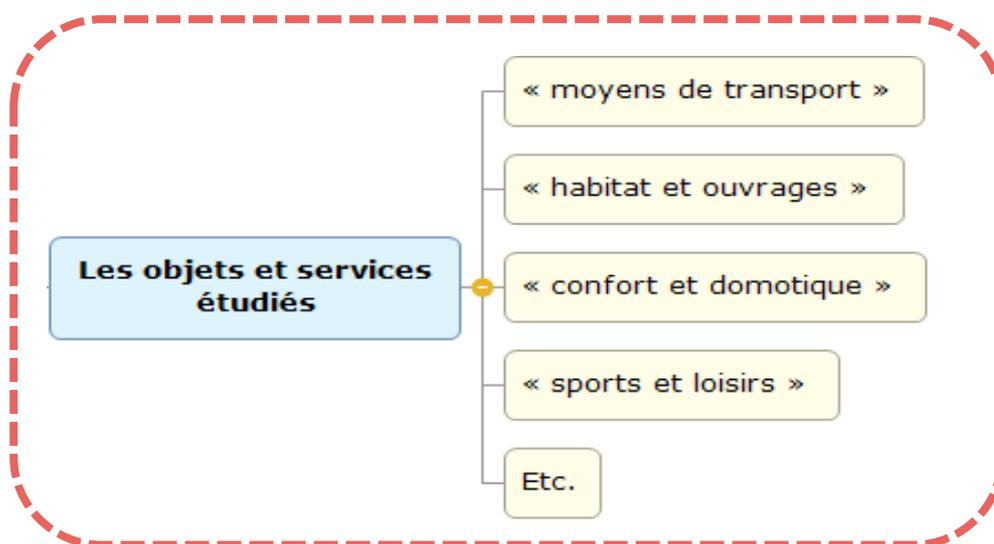 « moyens de transport »
« habitat et ouvrages »
Les objets et services
étudiés
« confort et domotique »
« sports et loisirs »
Etc.